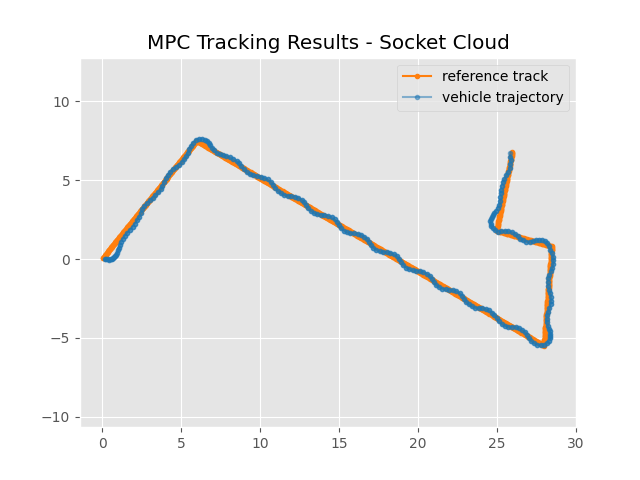 MPC Tracking Results - Socket Cloud
reference track
vehicle trajectory
10
5
0
−5
−10
0 5 10 15 20 25 30